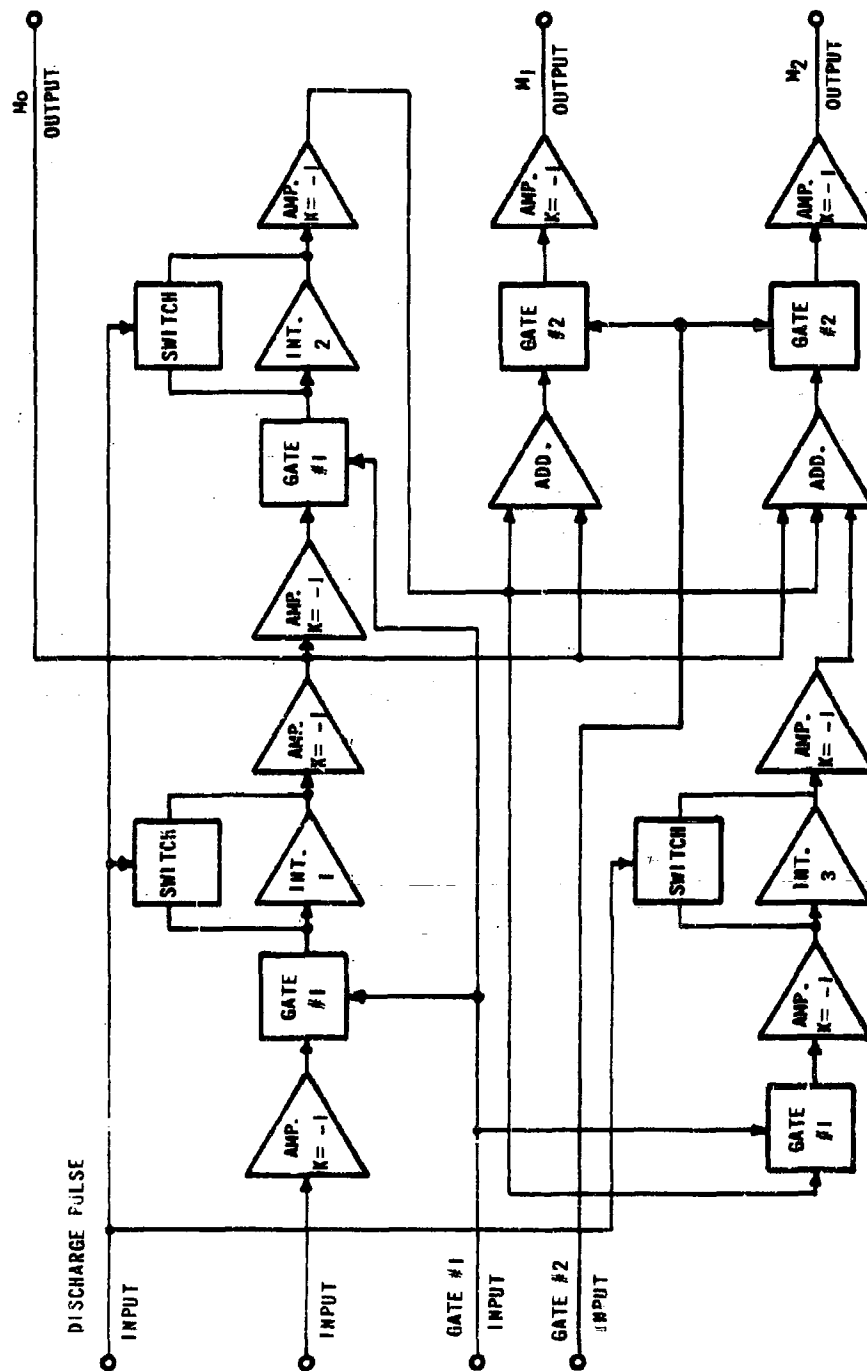 DISCHARGE PULSE
INPUT
INPUT
GATE #1
INPUT
GATE #2
INPUT
AMP.
K= -1
GATE
#1
SWITCH
INT.
1
AMP.
K= -1
AMP.
K= -1
GATE
#1
SWITCH
INT.
2
AMP.
K= -1
M0
OUTPUT
GATE
#1
AMP.
K= -1
SWITCH
INT.
3
AMP.
K= -1
ADD.
GATE
#2
AMP.
K= -1
M1
OUTPUT
ADD.
GATE
#2
AMP.
K= -1
M2
OUTPUT